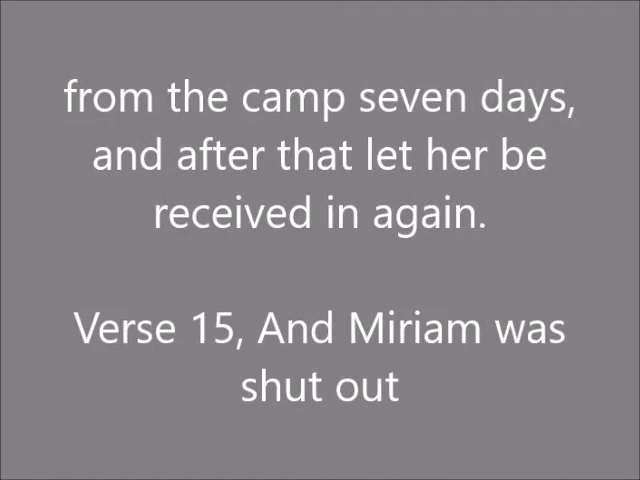 from the camp seven days,
and after that let her be
received in again.
Verse 15, And Miriam was
shut out